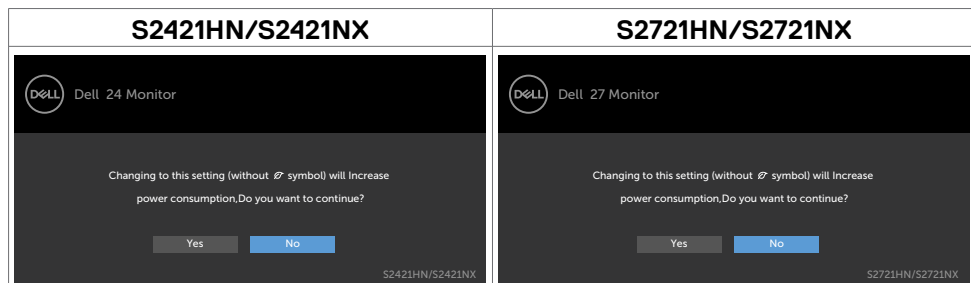 S2421HN/S2421NX
S2721HN/S2721NX
DELL Dell 24 Monitor
Changing to this setting (without symbol) will Increase
power consumption,Do you want to continue?
Yes No
S2421HN/S2421NX
DELL Dell 27 Monitor
Changing to this setting (without symbol) will Increase
power consumption,Do you want to continue?
Yes No
S2721HN/S2721NX